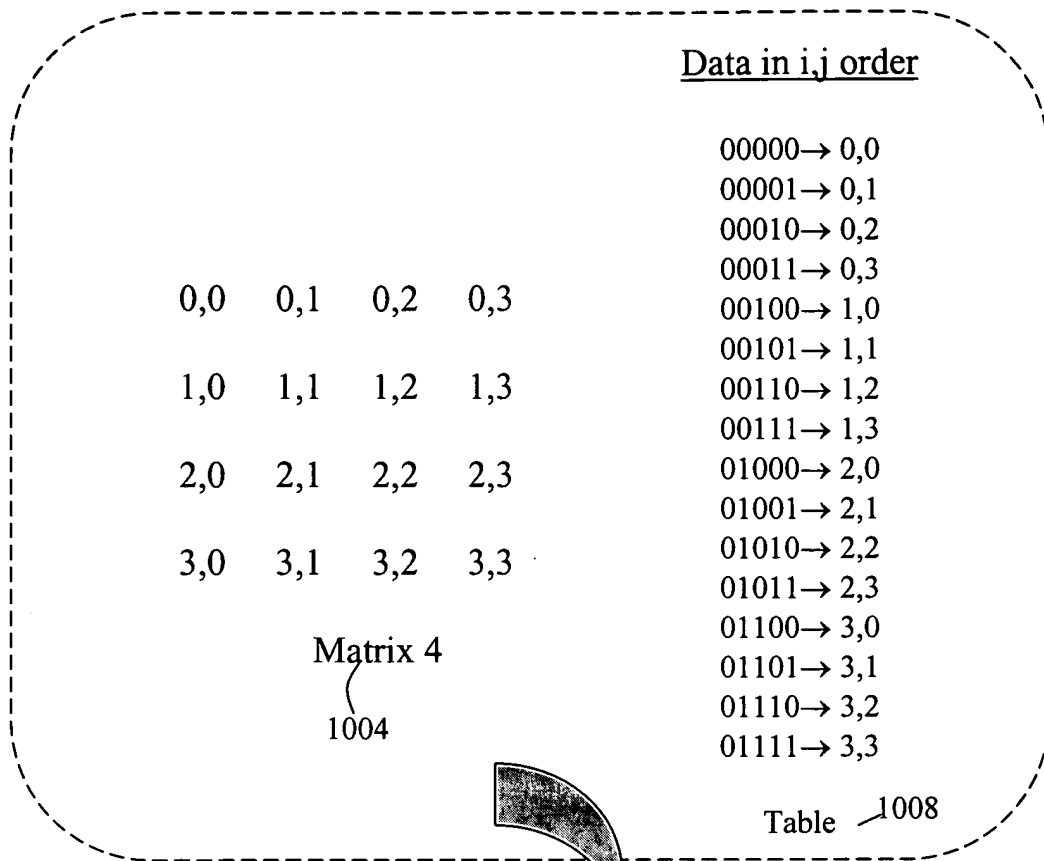 Data in i,j order
00000→ 0,0
00001→ 0,1
00010→ 0,2
00011→ 0,3
00100→ 1,0
00101→ 1,1
00110→ 1,2
00111→ 1,3
01000→ 2,0
01001→ 2,1
01010→ 2,2
01011→ 2,3
01100→ 3,0
01101→ 3,1
01110→ 3,2
01111→ 3,3
Table 1008
0,0 0,1 0,2 0,3
1,0 1,1 1,2 1,3
2,0 2,1 2,2 2,3
3,0 3,1 3,2 3,3
Matrix 4
1004